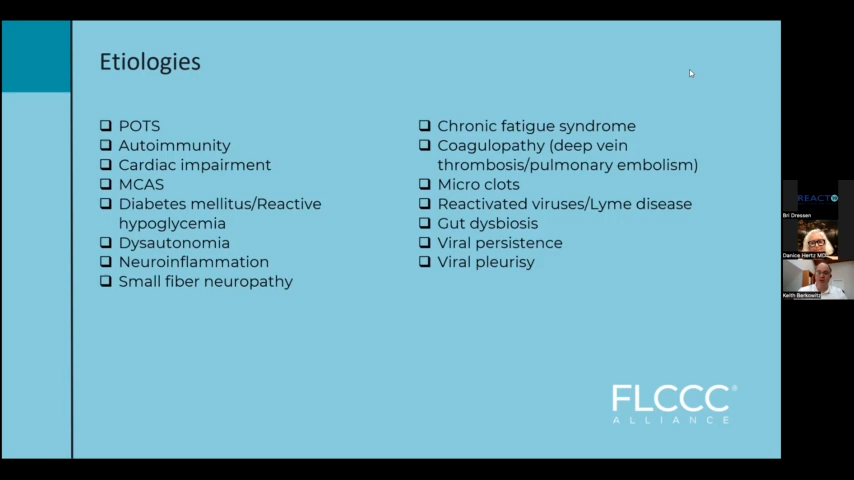 Etiologies
POTS
Autoimmunity
Cardiac impairment
MCAS
Diabetes mellitus/Reactive
hypoglycemia
Dysautonomia
Neuroinflammation
Small fiber neuropathy
Chronic fatigue syndrome
Coagulopathy (deep vein
thrombosis/pulmonary embolism)
Micro clots
Reactivated viruses/Lyme disease
Gut dysbiosis
Viral persistence
Viral pleurisy
FLCCC®
ALLIANCE
REACT19
Bri Dressen
Danice Hertz MD
Keith Berkowitz